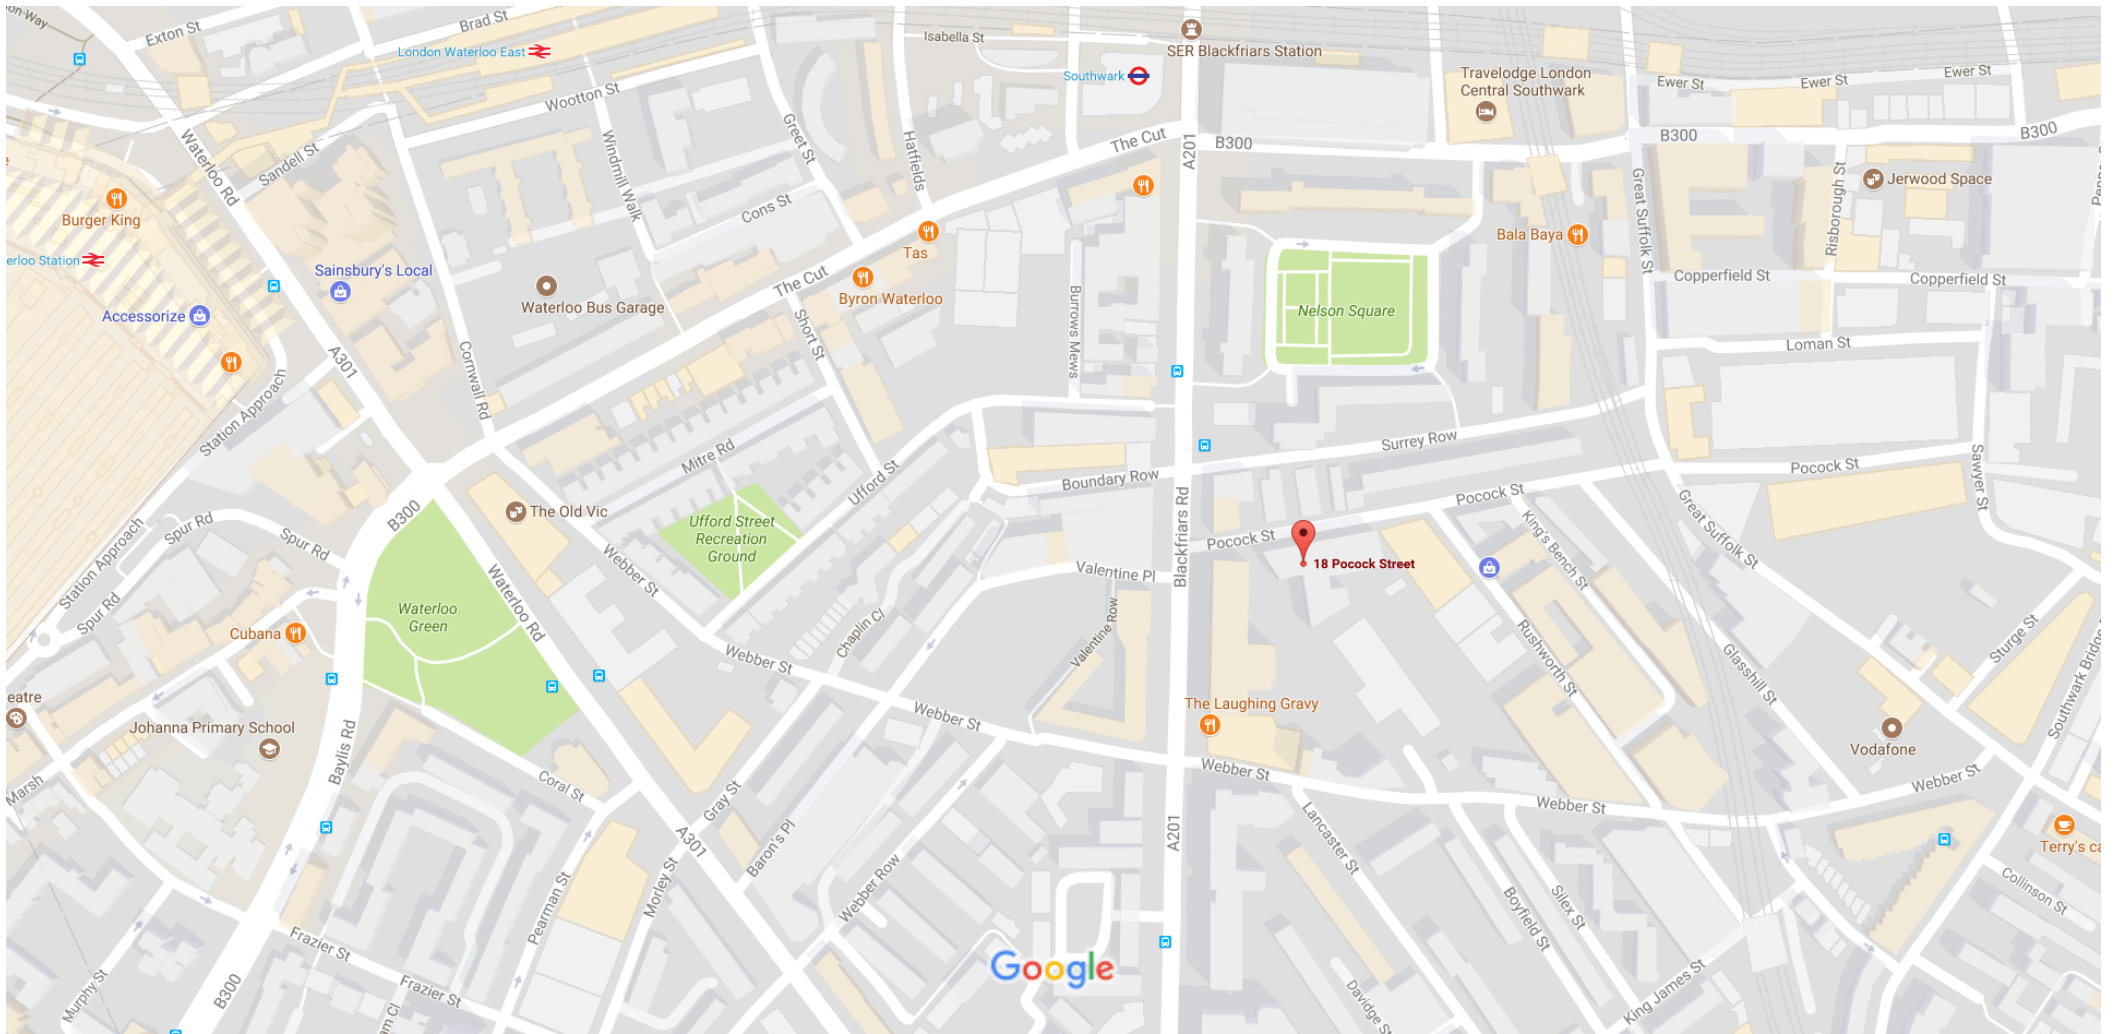 on Way
Exton St
Brad St
London Waterloo East
Isabella St
SER Blackfriars Station
Southwark
Travelodge London
Central Southwark
Ewer St
Ewer St
Ewer St
Wootton St
Waterloo Rd
Sandell St
Windmill Walk
Greet St
Hatfields
The Cut
A201
B300
B300
B300
Great Suffolk St
Risborough St
Jerwood Space
Burger King
erloo Station
Cons St
Tas
Bala Baya
Sainsbury's Local
Accessorize
Waterloo Bus Garage
The Cut
Byron Waterloo
Burrows Mews
Nelson Square
Copperfield St
Copperfield St
A301
Cornwall Rd
Short St
Loman St
Station Approach
Mitre Rd
Ufford St
Boundary Row
Surrey Row
Pocock St
Sawyer St
The Old Vic
B300
Ufford Street
Recreation
Ground
Blackfriars Rd
Pocock St
Pocock St
King's Bench St
Great Suffolk St
Spur Rd
Spur Rd
Station Approach
Spur Rd
Webber St
Valentine Pl
18 Pocock Street
Waterloo
Green
Waterloo Rd
Cubana
Chaplin Cl
Valentine Row
Rushworth St
Glasshill St
Sturge St
Southwark Bridge
Webber St
eatre
Johanna Primary School
Webber St
The Laughing Gravy
Vodafone
Baylis Rd
Marsh
Coral St
Gray St
Webber St
Webber St
Webber St
A301
Baron's Pl
A201
Lancaster St
Terry's ca
Morley St
Webber Row
Pearman St
Boyfield St
Silex St
Collinson St
Frazier St
Frazier St
Murphy St
B300
Google
Davidge St
King James St
am Cl